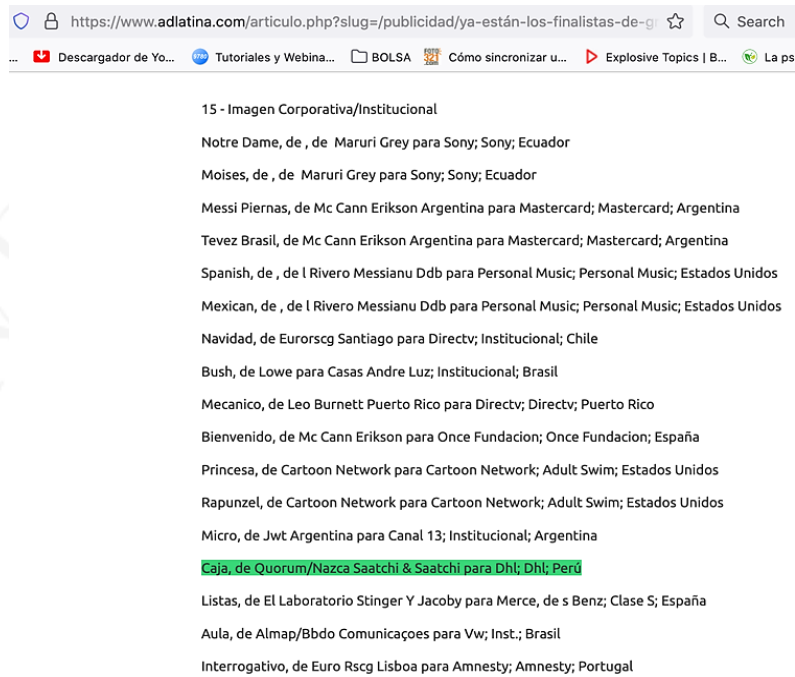 https://www.adlatina.com/articulo.php?slug=/publicidad/ya-están-los-finalistas-de-g
Search
... Descargador de Yo... 5760 Tutoriales y Webina... BOLSA FOTO 321 .COM Cómo sincronizar u... Explosive Topics | B... La ps
15 - Imagen Corporativa/Institucional
Notre Dame, de , de Maruri Grey para Sony; Sony; Ecuador
Moises, de , de Maruri Grey para Sony; Sony; Ecuador
Messi Piernas, de Mc Cann Erikson Argentina para Mastercard; Mastercard; Argentina
Tevez Brasil, de Mc Cann Erikson Argentina para Mastercard; Mastercard; Argentina
Spanish, de , de l Rivero Messianu Ddb para Personal Music; Personal Music; Estados Unidos
Mexican, de , de l Rivero Messianu Ddb para Personal Music; Personal Music; Estados Unidos
Navidad, de Eurorscg Santiago para Directv; Institucional; Chile
Bush, de Lowe para Casas Andre Luz; Institucional; Brasil
Mecanico, de Leo Burnett Puerto Rico para Directv; Directv; Puerto Rico
Bienvenido, de Mc Cann Erikson para Once Fundacion; Once Fundacion; España
Princesa, de Cartoon Network para Cartoon Network; Adult Swim; Estados Unidos
Rapunzel, de Cartoon Network para Cartoon Network; Adult Swim; Estados Unidos
Micro, de Jwt Argentina para Canal 13; Institucional; Argentina
Caja, de Quorum/Nazca Saatchi & Saatchi para Dhl; Dhl; Perú
Listas, de El Laboratorio Stinger Y Jacoby para Merce, de s Benz; Clase S; España
Aula, de Almap/Bbdo Comunicaçoes para Vw; Inst.; Brasil
Interrogativo, de Euro Rscg Lisboa para Amnesty; Amnesty; Portugal